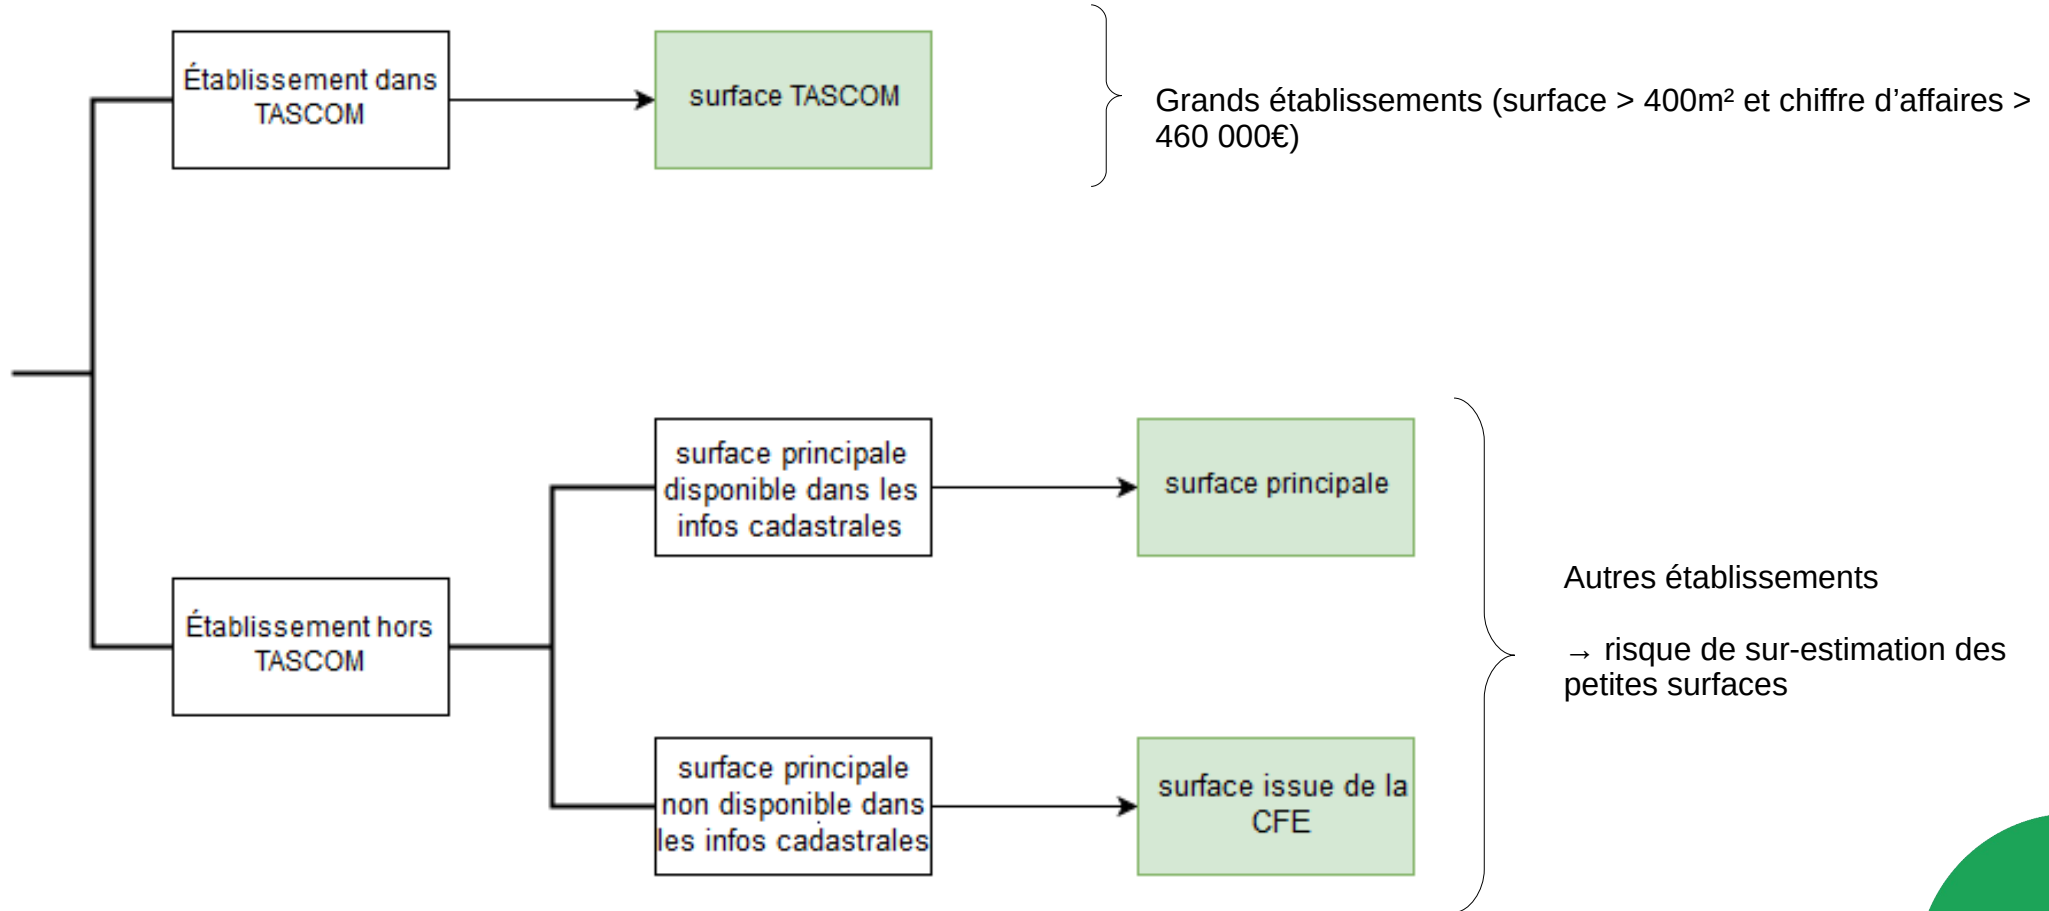 Établissement dans
TASCOM
surface TASCOM
Grands établissements (surface > 400m² et chiffre d’affaires >
460 000€)
surface principale
disponible dans les
infos cadastrales
surface principale
Établissement hors
TASCOM
Autres établissements
→ risque de sur-estimation des
petites surfaces
surface principale
non disponible dans
les infos cadastrales
surface issue de la
CFE